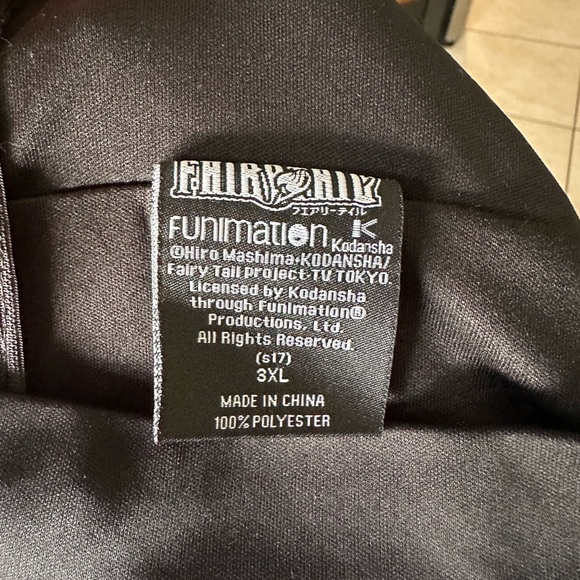 FAIRY TAIL
フェアリーテイル
FUNIMATION K
Kodansha
©Hiro Mashima・KODANSHA/
Fairy Tail project・TV TOKYO.
Licensed by Kodansha
through Funimation®
Productions, Ltd.
All Rights Reserved.
(s17)
3XL
MADE IN CHINA
100% POLYESTER